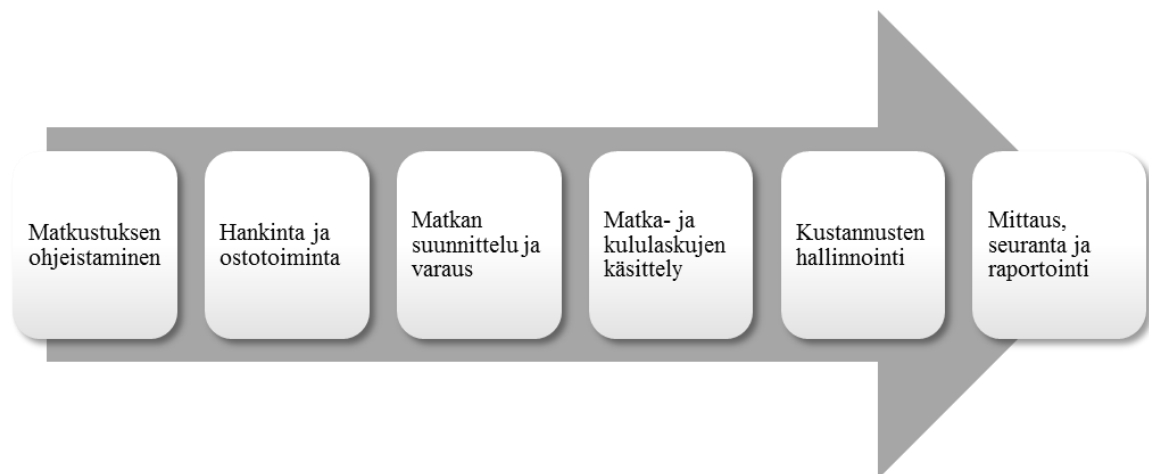 Matkustuksen
ohjeistaminen
Hankinta ja
ostotoiminta
Matkan
suunnittelu ja
varaus
Matka- ja
kululaskujen
käsittely
Kustannusten
hallinnointi
Mittaus,
seuranta ja
raportointi